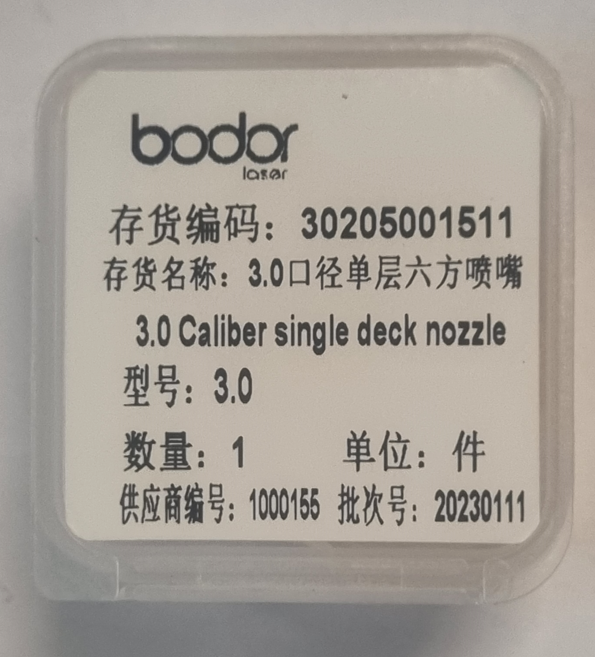 bodor
laser
存货编码：30205001511
存货名称：3.0口径单层六方喷嘴
3.0 Caliber single deck nozzle
型号：3.0
数量：1 单位：件
供应商编号：1000155 批次号：20230111